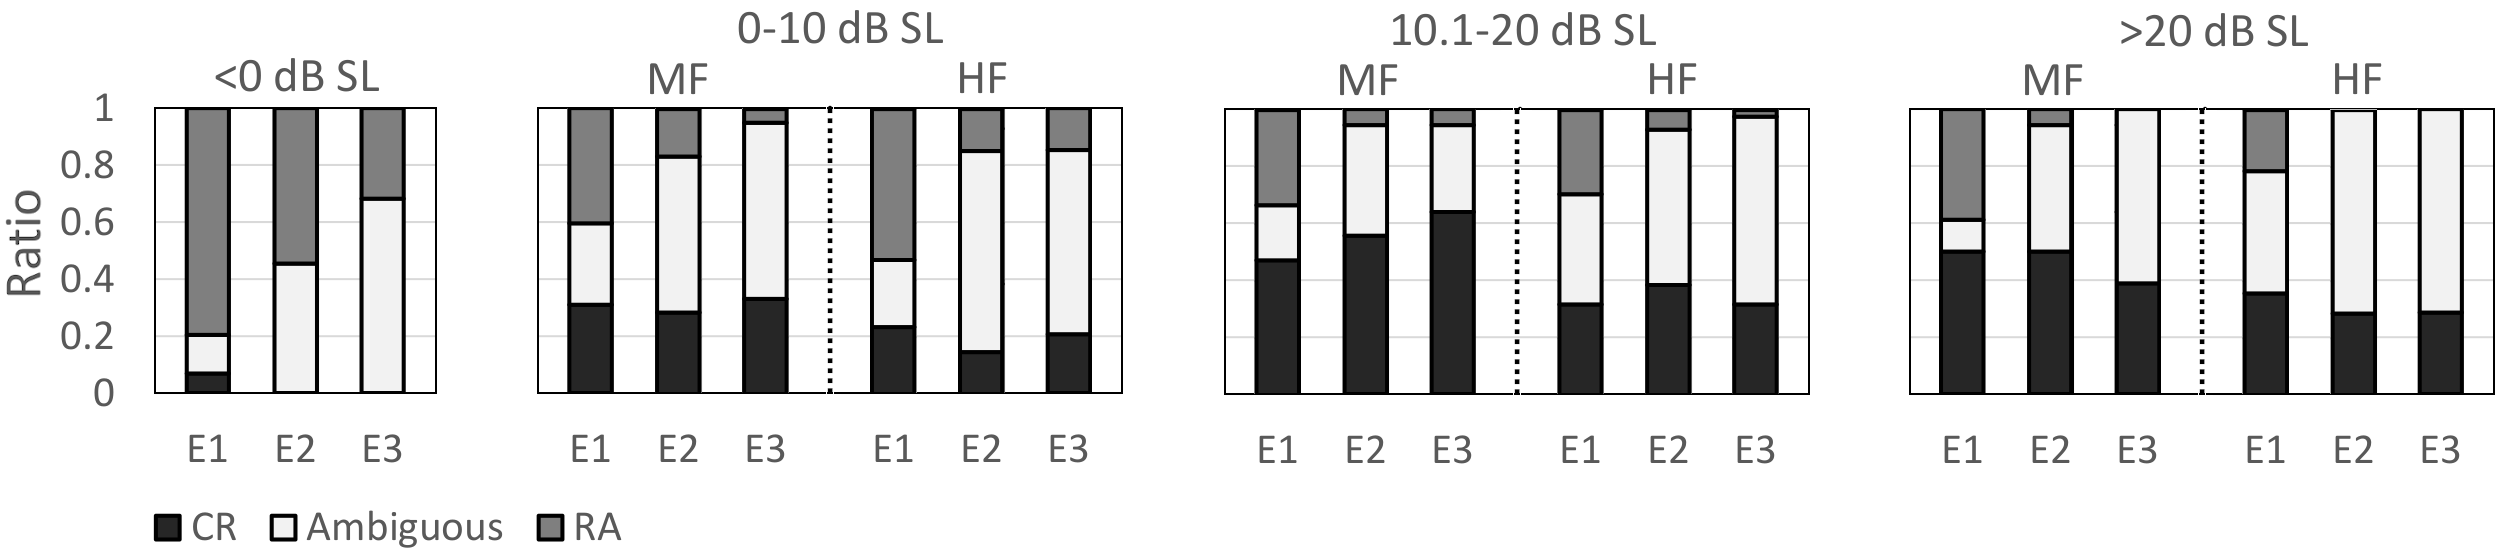 <0 dB SL
0-10 dB SL
10.1-20 dB SL
>20 dB SL
MF HF
MF HF
MF HF
Ratio
1
0.8
0.6
0.4
0.2
0
E1 E2 E3
E1 E2 E3 E1 E2 E3
E1 E2 E3 E1 E2 E3
E1 E2 E3 E1 E2 E3
CR Ambiguous RA